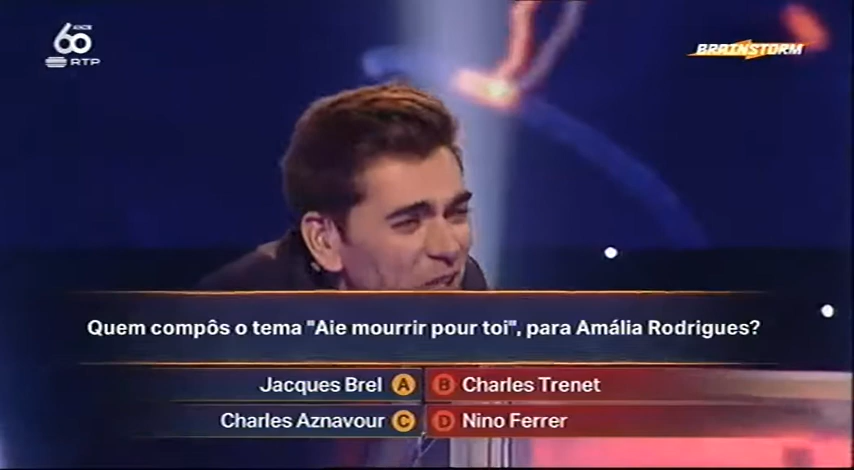 60 ANOS
RTP
BRAINSTORM
Quem compôs o tema "Aie mourrir pour toi", para Amália Rodrigues?
Jacques Brel A
B Charles Trenet
Charles Aznavour C
D Nino Ferrer